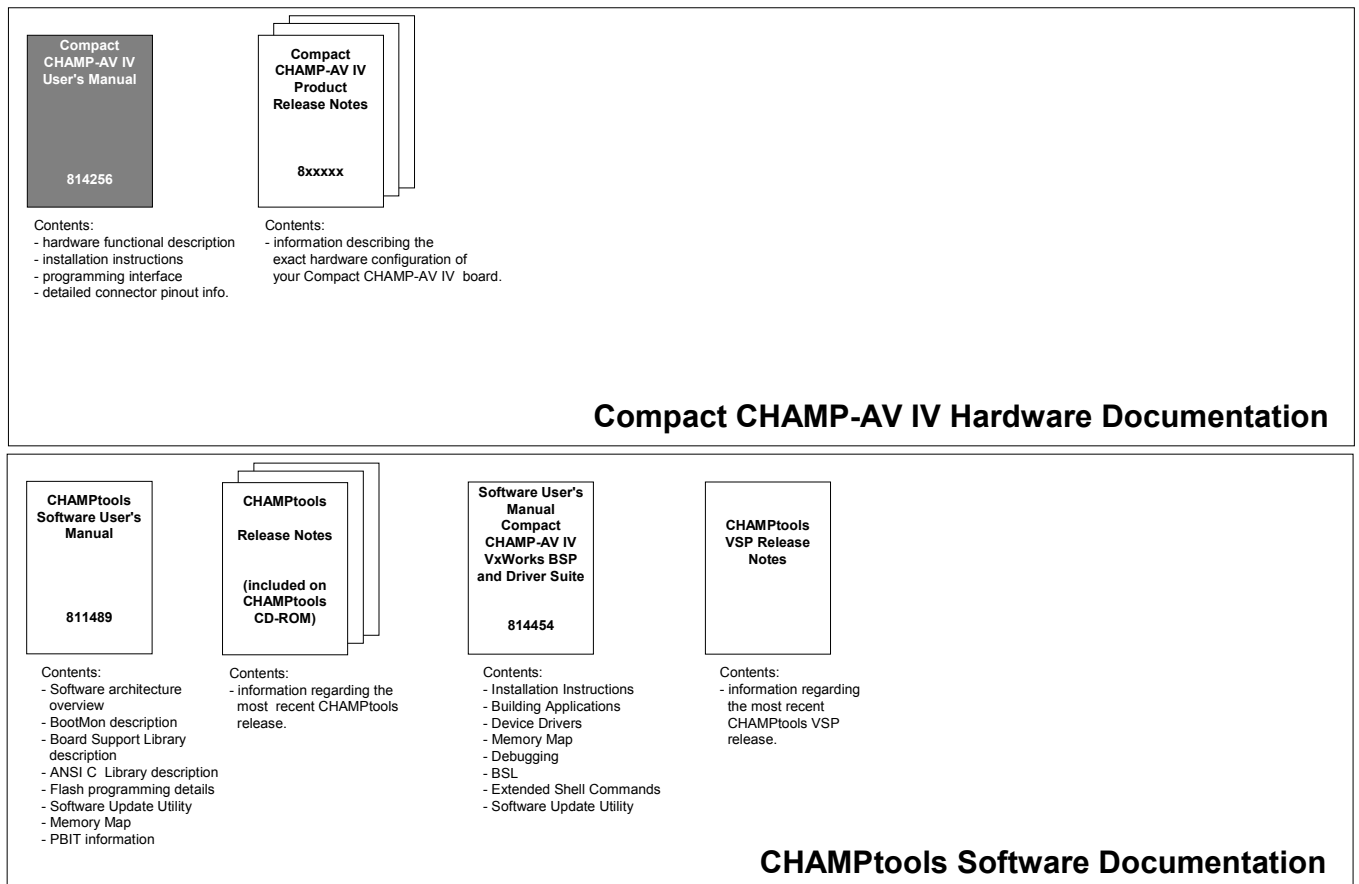 Compact
CHAMP-AV IV
User's Manual
814256
Contents:
- hardware functional description
- installation instructions
- programming interface
- detailed connector pinout info.
Compact
CHAMP-AV IV
Product
Release Notes
8xxxxx
Contents:
- information describing the
exact hardware configuration of
your Compact CHAMP-AV IV board.
Compact CHAMP-AV IV Hardware Documentation
CHAMPtools
Software User's
Manual
811489
Contents:
- Software architecture
overview
- BootMon description
- Board Support Library
description
- ANSI C Library description
- Flash programming details
- Software Update Utility
- Memory Map
- PBIT information
CHAMPtools
Release Notes
(included on
CHAMPtools
CD-ROM)
Contents:
- information regarding the
most recent CHAMPtools
release.
Software User's
Manual
Compact
CHAMP-AV IV
VxWorks BSP
and Driver Suite
814454
Contents:
- Installation Instructions
- Building Applications
- Device Drivers
- Memory Map
- Debugging
- BSL
- Extended Shell Commands
- Software Update Utility
CHAMPtools
VSP Release
Notes
Contents:
- information regarding
the most recent
CHAMPtools VSP
release.
CHAMPtools Software Documentation